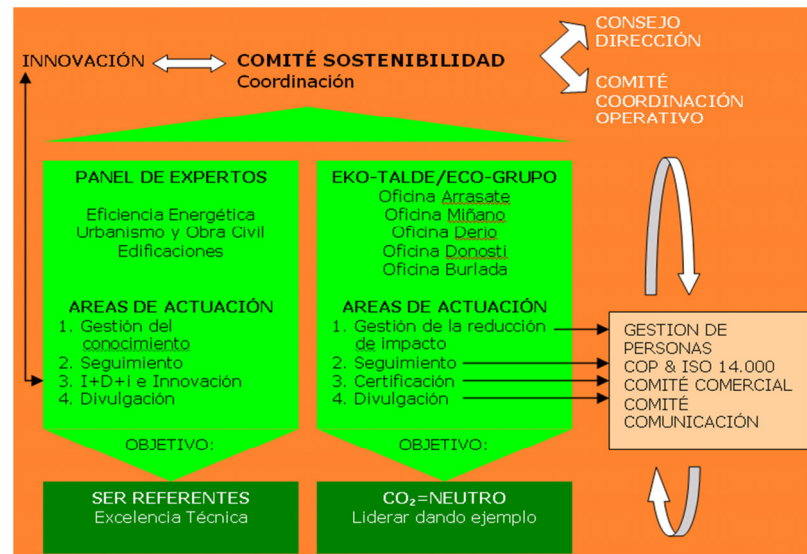 INNOVACIÓN
COMITÉ SOSTENIBILIDAD
Coordinación
CONSEJO
DIRECCIÓN
COMITÉ
COORDINACIÓN
OPERATIVO
PANEL DE EXPERTOS
Eficiencia Energética
Urbanismo y Obra Civil
Edificaciones
AREAS DE ACTUACIÓN
1. Gestión del
conocimiento
2. Seguimiento
3. I+D+i e Innovación
4. Divulgación
OBJETIVO:
SER REFERENTES
Excelencia Técnica
EKO-TALDE/ECO-GRUPO
Oficina Arrasate
Oficina Miñano
Oficina Derio
Oficina Donosti
Oficina Burlada
AREAS DE ACTUACIÓN
1. Gestión de la reducción
de impacto
2. Seguimiento
3. Certificación
4. Divulgación
OBJETIVO:
CO₂=NEUTRO
Liderar dando ejemplo
GESTION DE
PERSONAS
COP & ISO 14.000
COMITÉ COMERCIAL
COMITÉ
COMUNICACIÓN